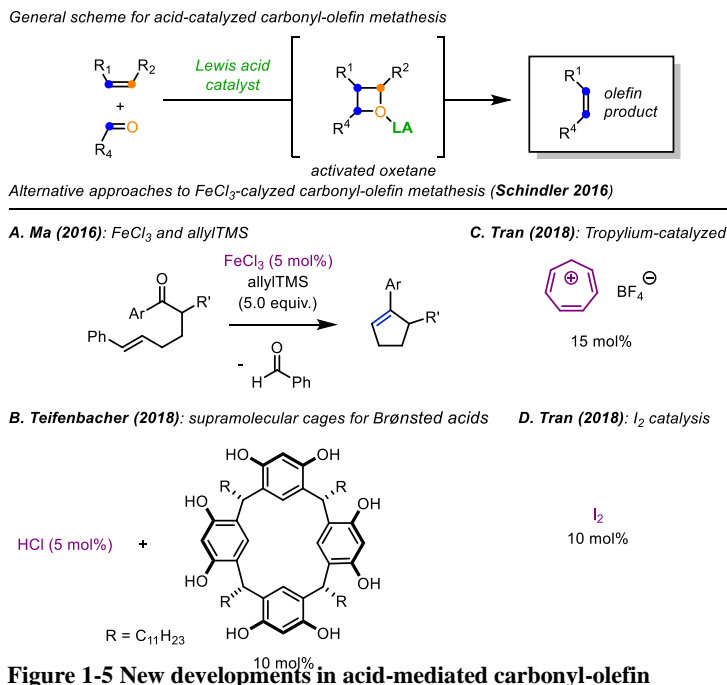 General scheme for acid-catalyzed carbonyl-olefin metathesis
R1 R2
+
O
R4
Lewis acid
catalyst
R1 R2
R4 O
LA
activated oxetane
R1
R4
olefin
product
Alternative approaches to FeCl3-calyzed carbonyl-olefin metathesis (Schindler 2016)
A. Ma (2016): FeCl3 and allylTMS
O
Ar R'
Ph
FeCl3 (5 mol%)
allylTMS
(5.0 equiv.)
- O
H Ph
Ar
R'
C. Tran (2018): Tropylium-catalyzed
⊕ BF4 ⊖
15 mol%
B. Teifenbacher (2018): supramolecular cages for Brønsted acids
HCl (5 mol%) +
HO OH
R R
HO OH
HO OH
R R
HO OH
R = C11H23
10 mol%
D. Tran (2018): I2 catalysis
I2
10 mol%
Figure 1-5 New developments in acid-mediated carbonyl-olefin